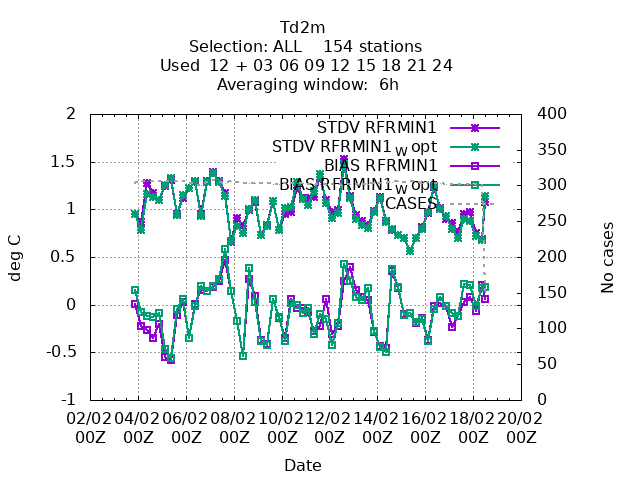 Td2m
Selection: ALL 154 stations
Used 12 + 03 06 09 12 15 18 21 24
Averaging window: 6h
2 400
STDV RFRMIN1
350
STDV RFRMIN1_W opt
1.5
BIAS RFRMIN1
300
BIAS RFRMIN1_W opt
CASES
1 250
deg C
No cases
0.5 200
0 150
100
-0.5
50
-1 0
02/02 04/02 06/02 08/02 10/02 12/02 14/02 16/02 18/02 20/02
00Z 00Z 00Z 00Z 00Z 00Z 00Z 00Z 00Z 00Z
Date